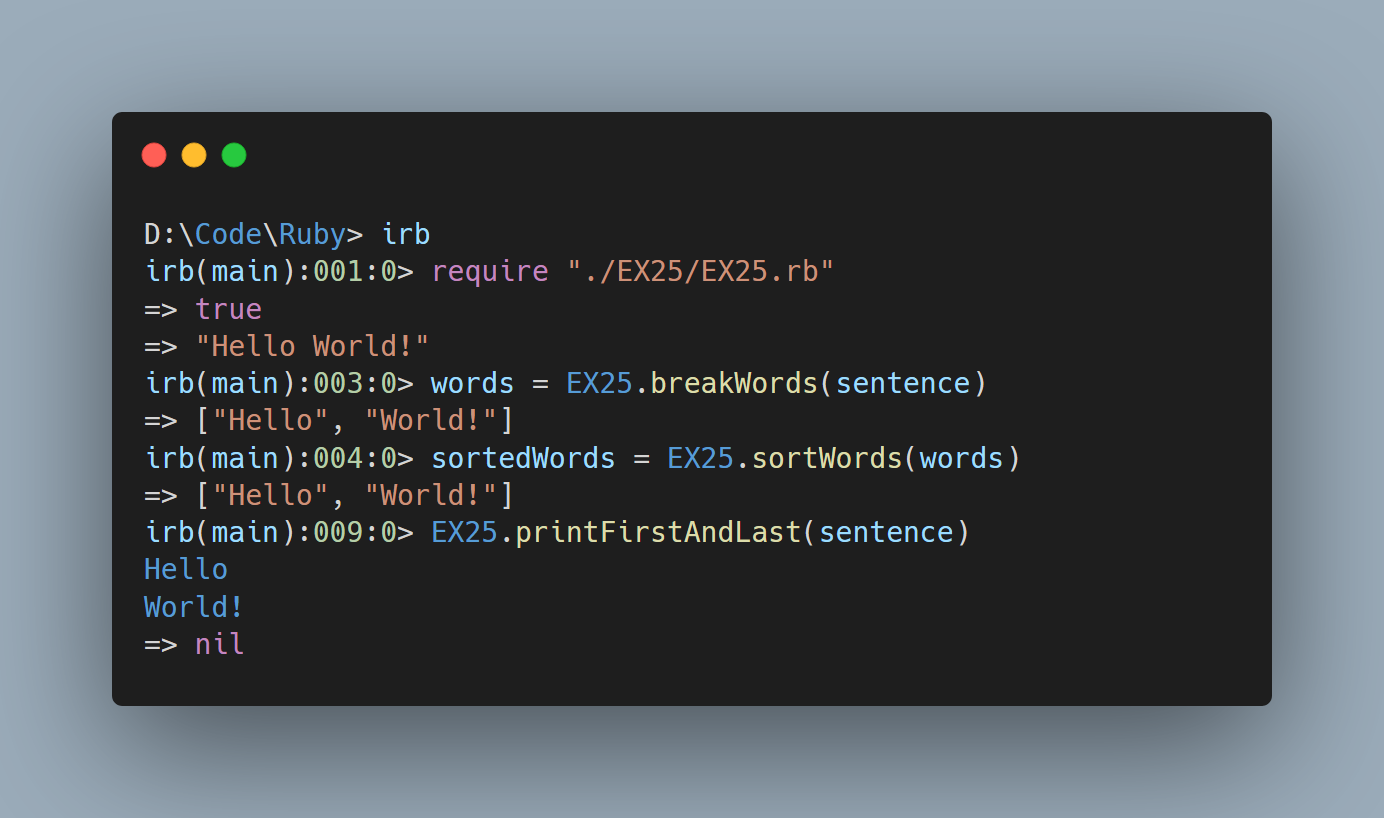 D:\Code\Ruby> irb
irb(main):001:0> require "./EX25/EX25.rb"
=> true
=> "Hello World!"
irb(main):003:0> words = EX25.breakWords(sentence)
=> ["Hello", "World!"]
irb(main):004:0> sortedWords = EX25.sortWords(words)
=> ["Hello", "World!"]
irb(main):009:0> EX25.printFirstAndLast(sentence)
Hello
World!
=> nil